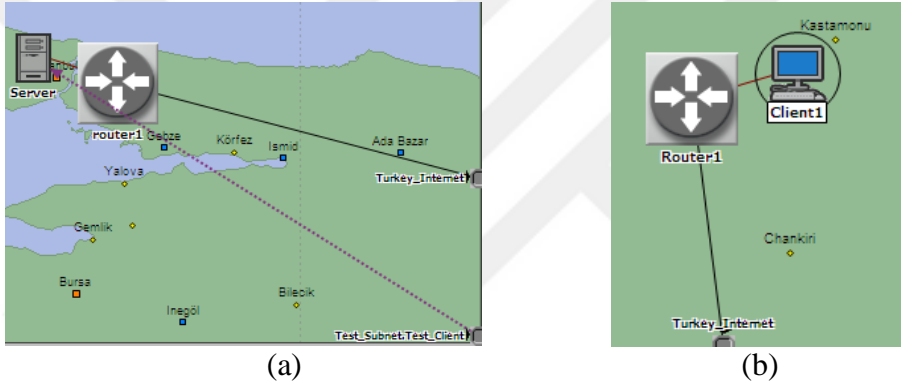 Server
router1
Gebze
Körfez
Ismid
Ada Bazar
Turkey_Internet
Yalova
Gemlik
Bursa
Inegöl
Bilecik
Test_Subnet.Test_Client
(a)
Kastamonu
Client1
Router1
Chankiri
Turkey_Internet
(b)